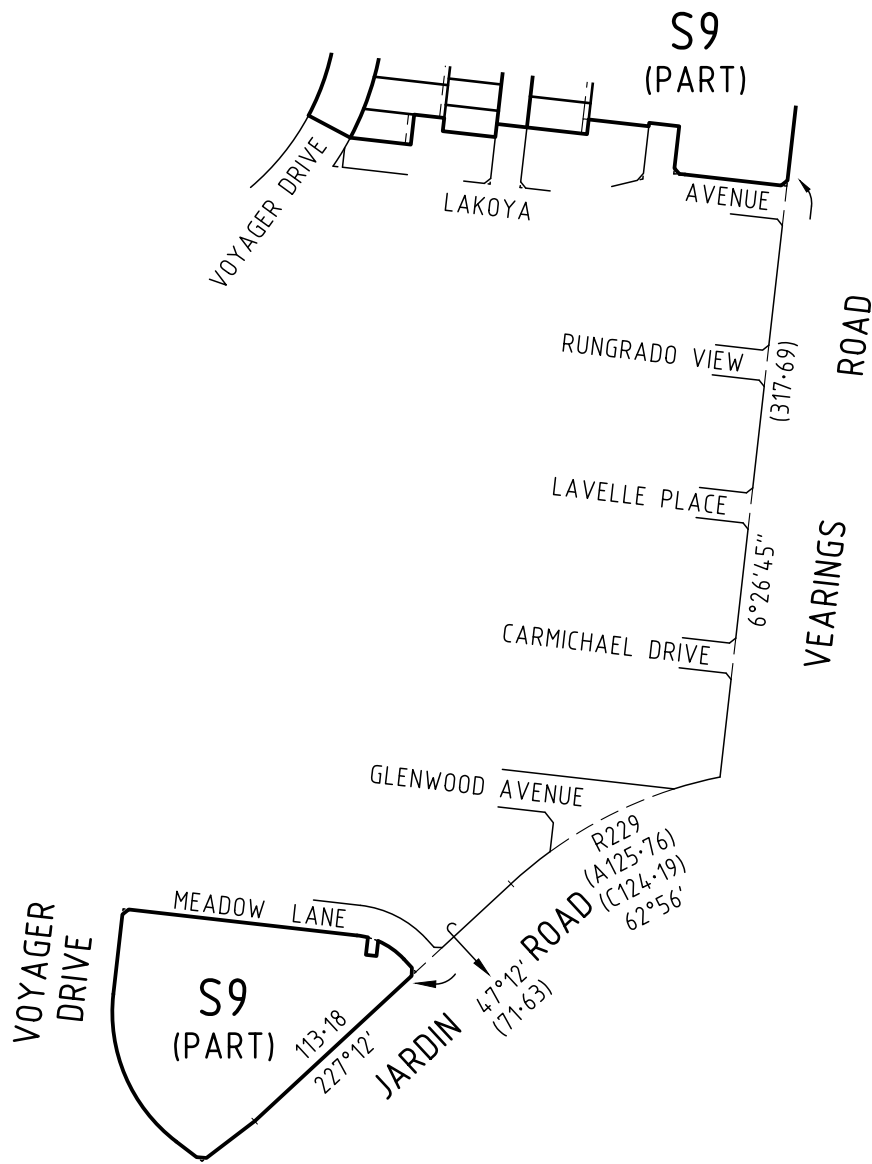 S9
(PART)
VOYAGER DRIVE
LAKOYA
AVENUE
ROAD
RUNGRADO VIEW
(317·69)
LAVELLE PLACE
6°26'45"
VEARINGS
CARMICHAEL DRIVE
GLENWOOD AVENUE
R229
(A125·76)
(C124·19)
62°56'
MEADOW LANE
VOYAGER
DRIVE
S9
(PART)
JARDIN ROAD
47°12'
(71·63)
113·18
227°12'